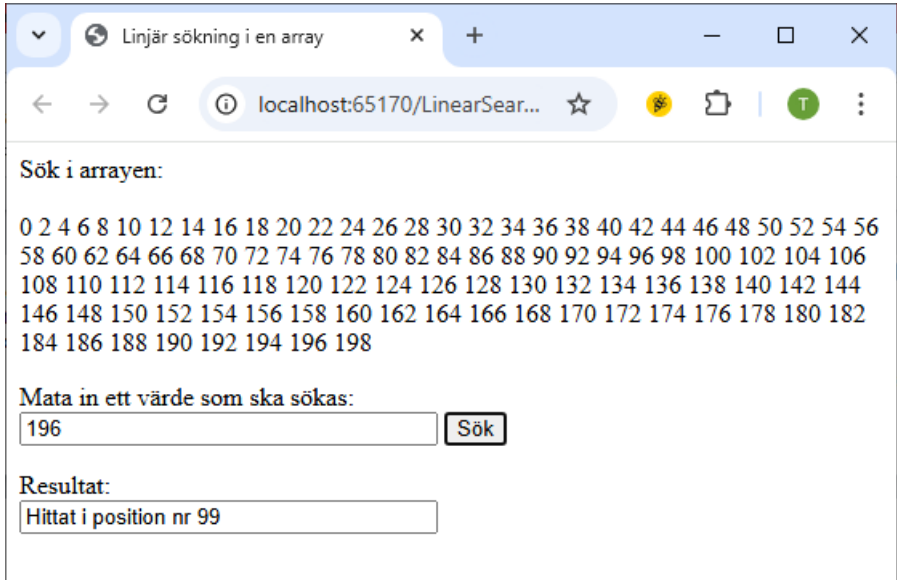 Linjär sökning i en array
localhost:65170/LinearSear...
T
Sök i arrayen:
0 2 4 6 8 10 12 14 16 18 20 22 24 26 28 30 32 34 36 38 40 42 44 46 48 50 52 54 56
58 60 62 64 66 68 70 72 74 76 78 80 82 84 86 88 90 92 94 96 98 100 102 104 106
108 110 112 114 116 118 120 122 124 126 128 130 132 134 136 138 140 142 144
146 148 150 152 154 156 158 160 162 164 166 168 170 172 174 176 178 180 182
184 186 188 190 192 194 196 198
Mata in ett värde som ska sökas:
196 Sök
Resultat:
Hittat i position nr 99